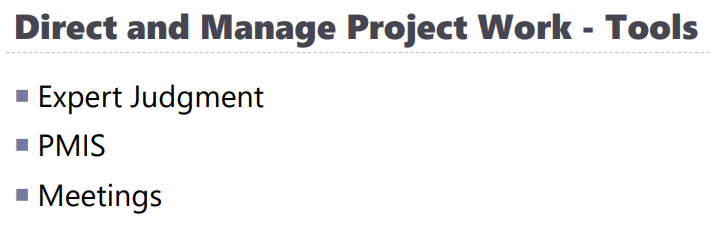 Direct and Manage Project Work - Tools
Expert Judgment
PMIS
Meetings